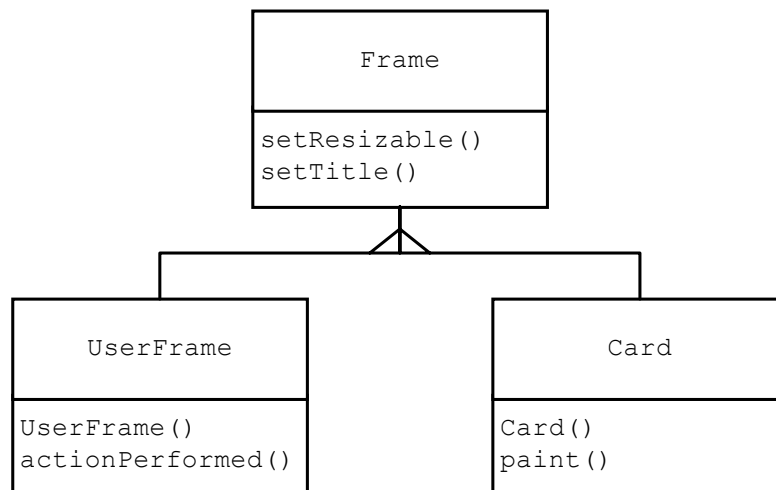 Frame
setResizable()
setTitle()
UserFrame
UserFrame()
actionPerformed()
Card
Card()
paint()